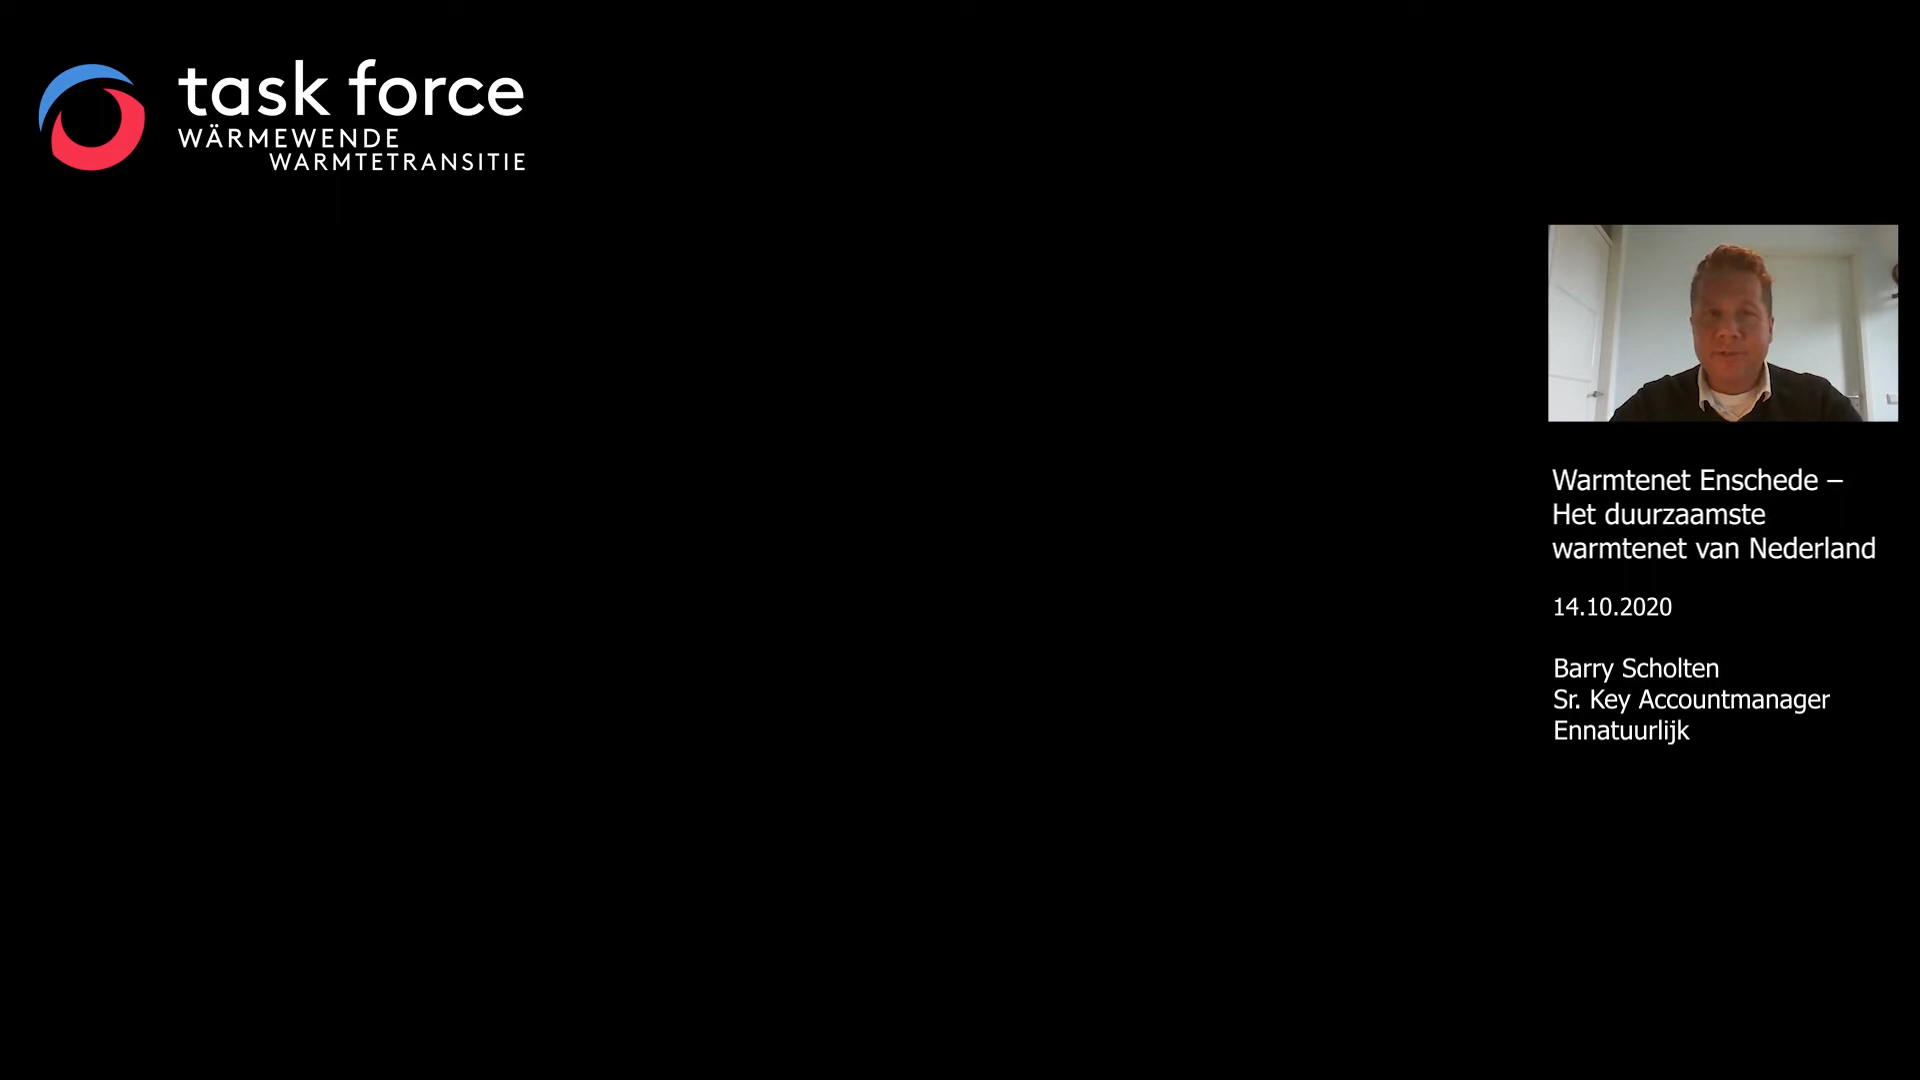 task force
WÄRMEWENDE
WARMTETRANSITIE
Warmtenet Enschede –
Het duurzaamste
warmtenet van Nederland
14.10.2020
Barry Scholten
Sr. Key Accountmanager
Ennatuurlijk